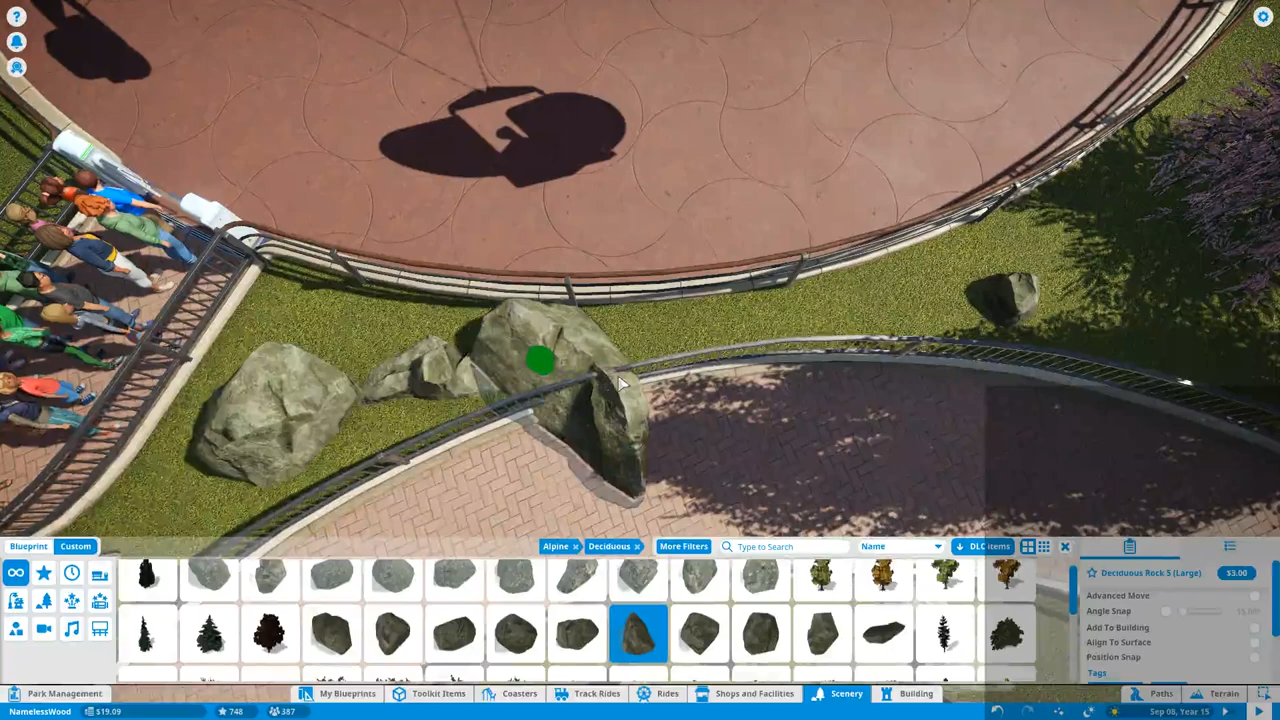 ?
Blueprint Custom Alpine × Deciduous × More Filters Type to Search Name DLC Items
Deciduous Rock 5 (Large) $3.00
Advanced Move
Angle Snap
Add To Building
Align To Surface
Position Snap
Tags
Park Management My Blueprints Toolkit Items Coasters Track Rides Rides Shops and Facilities Scenery Building Paths Terrain
NamelessWood $19.09 748 387 Sep 08, Year 15